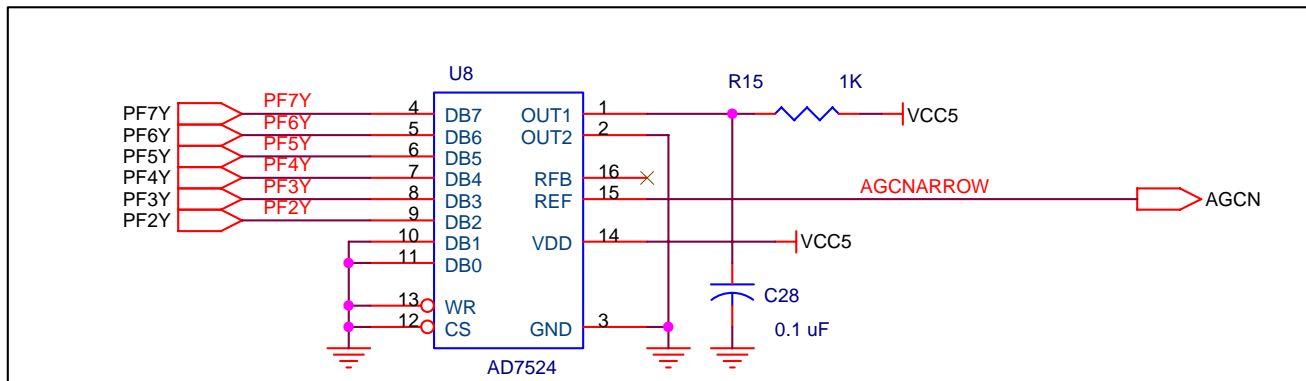 U8
R15 1K
PF7Y PF7Y 4 DB7 OUT1 1 VCC5
PF6Y PF6Y 5 DB6 OUT2 2
PF5Y PF5Y 6 DB5
PF4Y PF4Y 7 DB4 RFB 16
PF3Y PF3Y 8 DB3 REF 15 AGCNARROW AGCN
PF2Y PF2Y 9 DB2
10 DB1 VDD 14 VCC5
11 DB0
C28
13 WR
0.1 uF
12 CS GND 3
AD7524